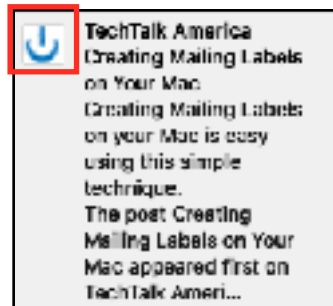 TechTalk America
Creating Mailing Labels
on Your Mac
Creating Mailing Labels
on your Mac is easy
using this simple
technique.
The post Creating
Mailing Labels on Your
Mac appeared first on
TechTalk Ameri...